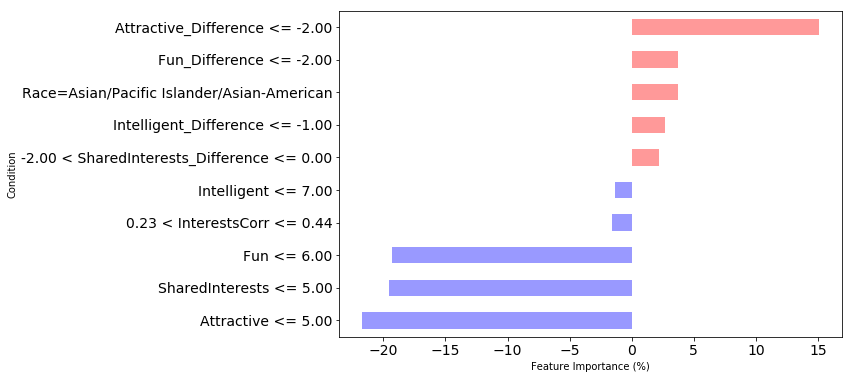 Attractive_Difference <= -2.00
Fun_Difference <= -2.00
Race=Asian/Pacific Islander/Asian-American
Intelligent_Difference <= -1.00
-2.00 < SharedInterests_Difference <= 0.00
Intelligent <= 7.00
0.23 < InterestsCorr <= 0.44
Fun <= 6.00
SharedInterests <= 5.00
Attractive <= 5.00
Condition
−20 −15 −10 −5 0 5 10 15
Feature Importance (%)